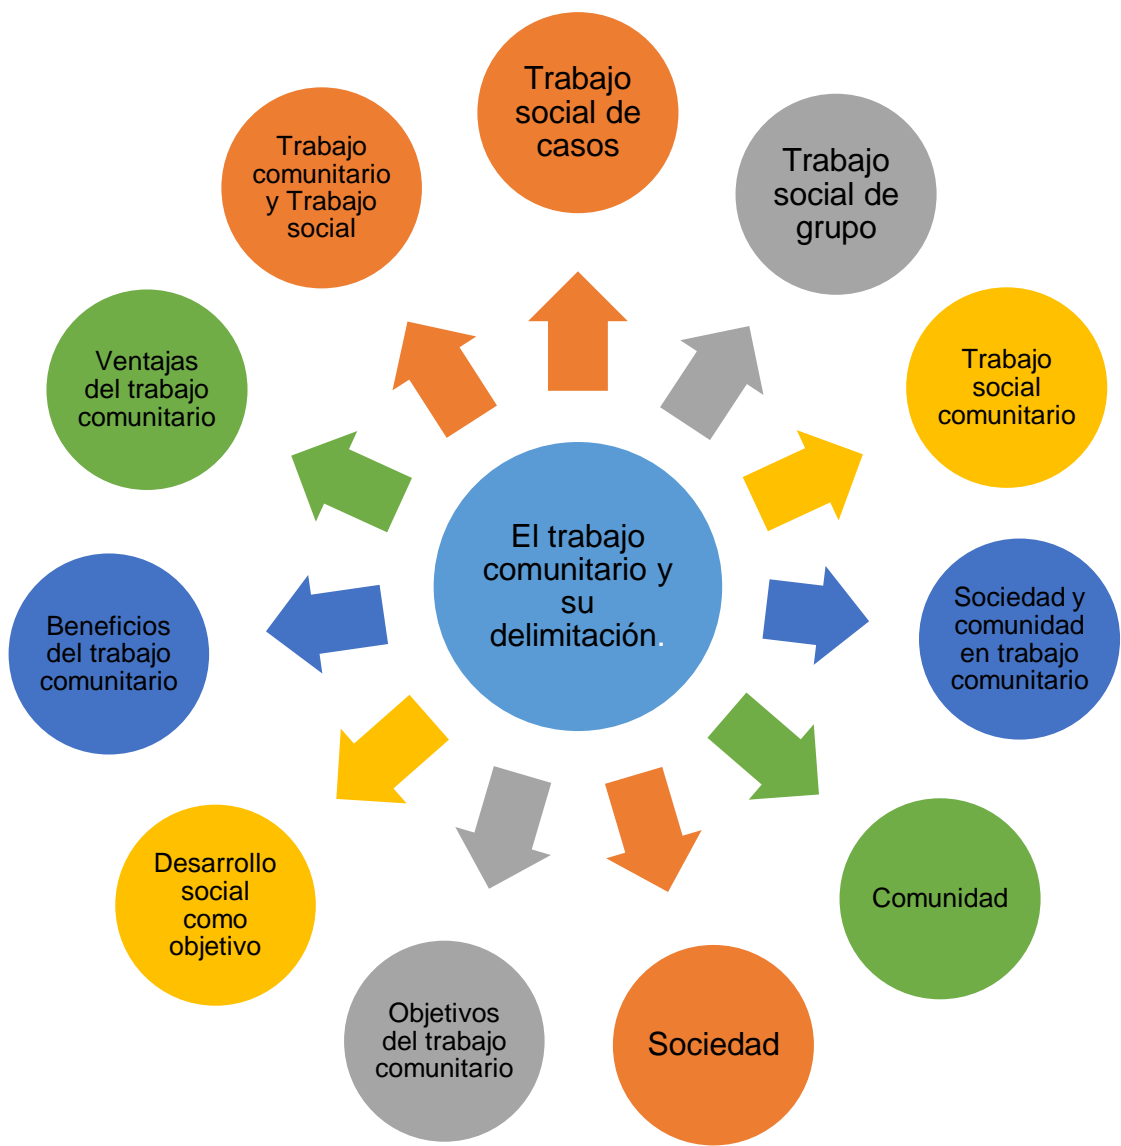 Trabajo
social de
casos
Trabajo
social de
grupo
Trabajo
social
comunitario
Sociedad y
comunidad
en trabajo
comunitario
Comunidad
Sociedad
Objetivos
del trabajo
comunitario
Desarrollo
social
como
objetivo
Beneficios
del trabajo
comunitario
Ventajas
del trabajo
comunitario
Trabajo
comunitario
y Trabajo
social
El trabajo
comunitario y
su
delimitación.